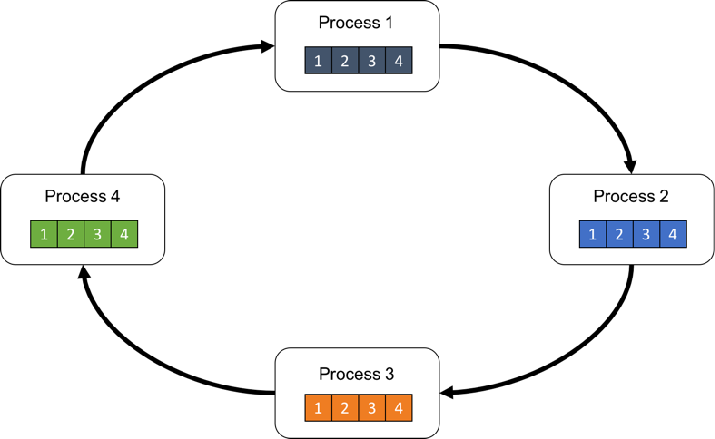 Process 1
1 2 3 4
Process 4
1 2 3 4
Process 2
1 2 3 4
Process 3
1 2 3 4